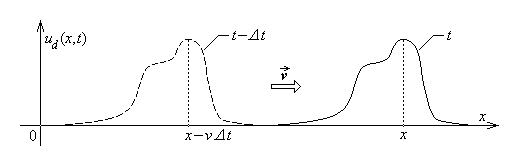 u_d(x,t)
t−Δt
v⃗
t
x
0
x−vΔt
x